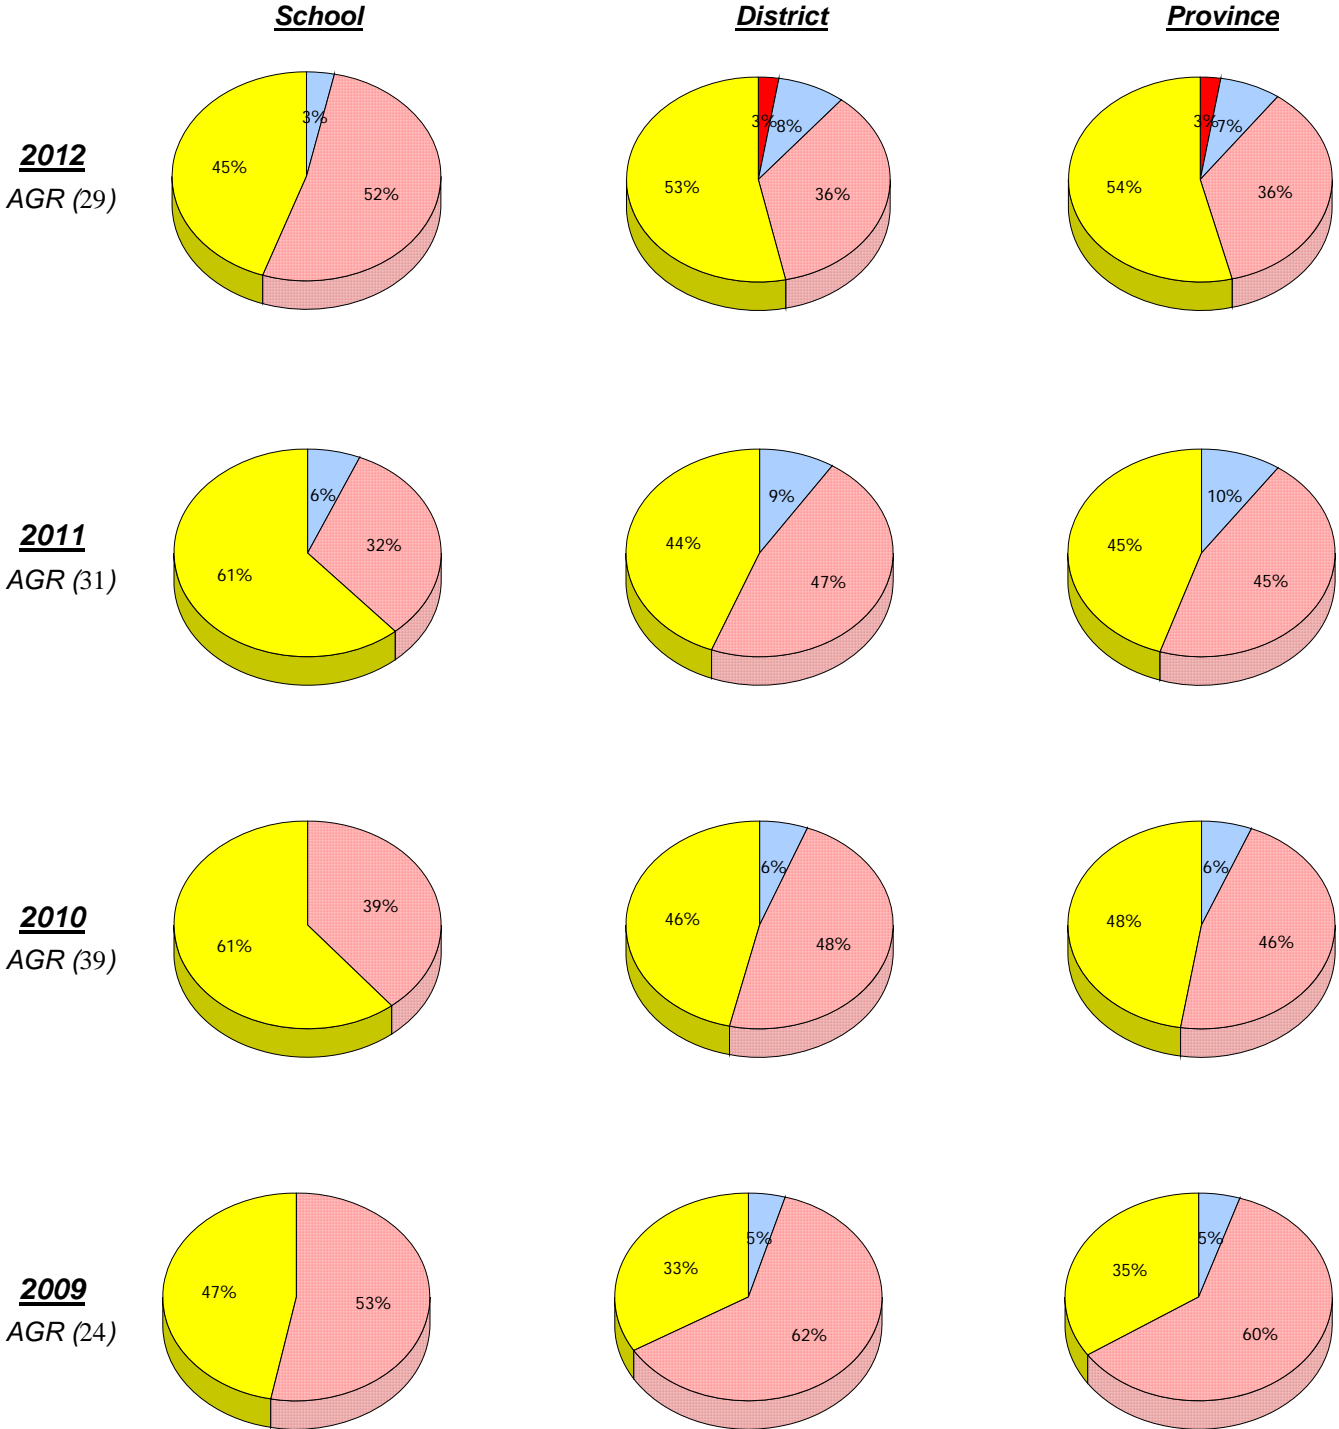 School District Province
3% 3% 8% 3% 7%
2012
45% 53% 54%
AGR (29) 52% 36% 36%
6% 9% 10%
2011
32% 44% 45%
AGR (31) 61% 47% 45%
6% 6%
2010
39% 46% 48%
AGR (39) 61% 48% 46%
5% 5%
33% 35%
2009
47% 53%
AGR (24) 62% 60%